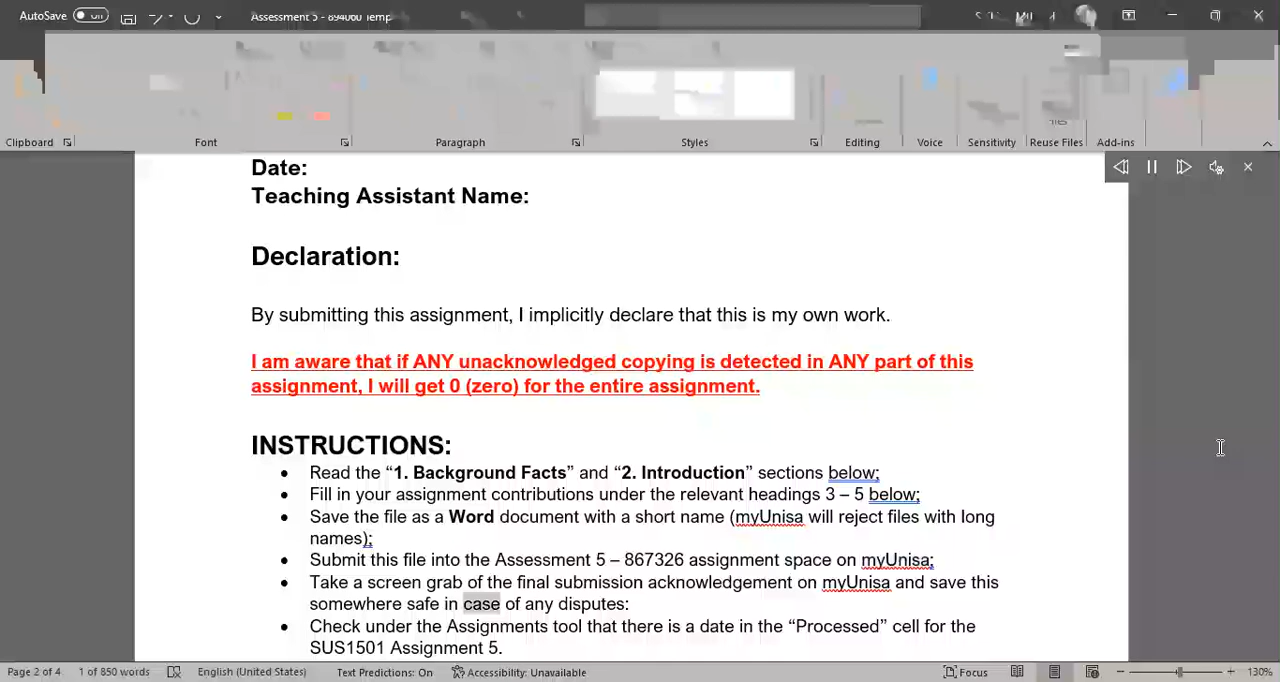 AutoSave Off Assessment 5 - 894060 Temp
Clipboard Font Paragraph Styles Editing Voice Sensitivity Reuse Files Add-ins
Date:
Teaching Assistant Name:
Declaration:
By submitting this assignment, I implicitly declare that this is my own work.
I am aware that if ANY unacknowledged copying is detected in ANY part of this
assignment, I will get 0 (zero) for the entire assignment.
INSTRUCTIONS:
• Read the “1. Background Facts” and “2. Introduction” sections below;
• Fill in your assignment contributions under the relevant headings 3 – 5 below;
• Save the file as a Word document with a short name (myUnisa will reject files with long
names);
• Submit this file into the Assessment 5 – 867326 assignment space on myUnisa;
• Take a screen grab of the final submission acknowledgement on myUnisa and save this
somewhere safe in case of any disputes:
• Check under the Assignments tool that there is a date in the “Processed” cell for the
SUS1501 Assignment 5.
Page 2 of 4 1 of 850 words English (United States) Text Predictions: On Accessibility: Unavailable Focus 130%